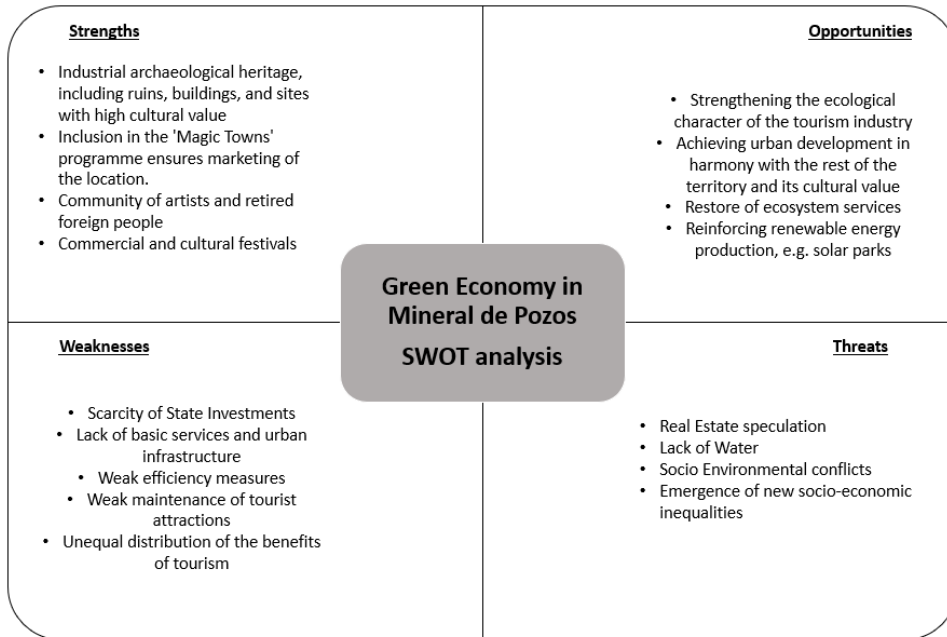 Strengths
• Industrial archaeological heritage,
including ruins, buildings, and sites
with high cultural value
• Inclusion in the 'Magic Towns'
programme ensures marketing of
the location.
• Community of artists and retired
foreign people
• Commercial and cultural festivals
Opportunities
• Strengthening the ecological
character of the tourism industry
• Achieving urban development in
harmony with the rest of the
territory and its cultural value
• Restore of ecosystem services
• Reinforcing renewable energy
production, e.g. solar parks
Green Economy in
Mineral de Pozos
SWOT analysis
Weaknesses
• Scarcity of State Investments
• Lack of basic services and urban
infrastructure
• Weak efficiency measures
• Weak maintenance of tourist
attractions
• Unequal distribution of the benefits
of tourism
Threats
• Real Estate speculation
• Lack of Water
• Socio Environmental conflicts
• Emergence of new socio-economic
inequalities